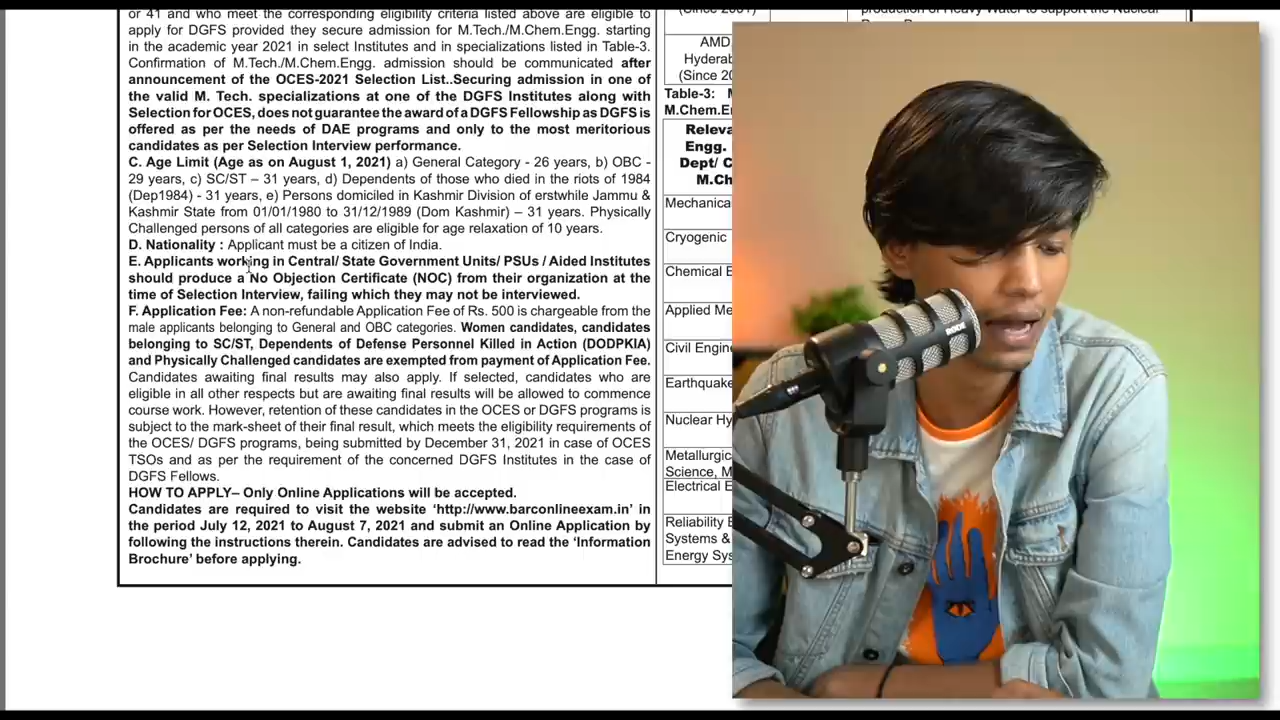 or 41 and who meet the corresponding eligibility criteria listed above are eligible to
apply for DGFS provided they secure admission for M.Tech./M.Chem.Engg. starting
in the academic year 2021 in select Institutes and in specializations listed in Table-3.
Confirmation of M.Tech./M.Chem.Engg. admission should be communicated after
announcement of the OCES-2021 Selection List..Securing admission in one of
the valid M. Tech. specializations at one of the DGFS Institutes along with
Selection for OCES, does not guarantee the award of a DGFS Fellowship as DGFS is
offered as per the needs of DAE programs and only to the most meritorious
candidates as per Selection Interview performance.
C. Age Limit (Age as on August 1, 2021) a) General Category - 26 years, b) OBC -
29 years, c) SC/ST – 31 years, d) Dependents of those who died in the riots of 1984
(Dep1984) - 31 years, e) Persons domiciled in Kashmir Division of erstwhile Jammu &
Kashmir State from 01/01/1980 to 31/12/1989 (Dom Kashmir) – 31 years. Physically
Challenged persons of all categories are eligible for age relaxation of 10 years.
D. Nationality : Applicant must be a citizen of India.
E. Applicants working in Central/ State Government Units/ PSUs / Aided Institutes
should produce a No Objection Certificate (NOC) from their organization at the
time of Selection Interview, failing which they may not be interviewed.
F. Application Fee: A non-refundable Application Fee of Rs. 500 is chargeable from the
male applicants belonging to General and OBC categories. Women candidates, candidates
belonging to SC/ST, Dependents of Defense Personnel Killed in Action (DODPKIA)
and Physically Challenged candidates are exempted from payment of Application Fee.
Candidates awaiting final results may also apply. If selected, candidates who are
eligible in all other respects but are awaiting final results will be allowed to commence
course work. However, retention of these candidates in the OCES or DGFS programs is
subject to the mark-sheet of their final result, which meets the eligibility requirements of
the OCES/ DGFS programs, being submitted by December 31, 2021 in case of OCES
TSOs and as per the requirement of the concerned DGFS Institutes in the case of
DGFS Fellows.
HOW TO APPLY– Only Online Applications will be accepted.
Candidates are required to visit the website ‘http://www.barconlineexam.in’ in
the period July 12, 2021 to August 7, 2021 and submit an Online Application by
following the instructions therein. Candidates are advised to read the ‘Information
Brochure’ before applying.
production of Heavy Water to support the Nuclear
AMD,
Hyderab
(Since 20
Table-3: M
M.Chem.En
Releva
Engg.
Dept/ C
M.Ch
Mechanica
Cryogenic
Chemical E
Applied Me
Civil Engine
Earthquake
Nuclear Hy
Metallurgic
Science, M
Electrical E
Reliability E
Systems &
Energy Sys
RODE